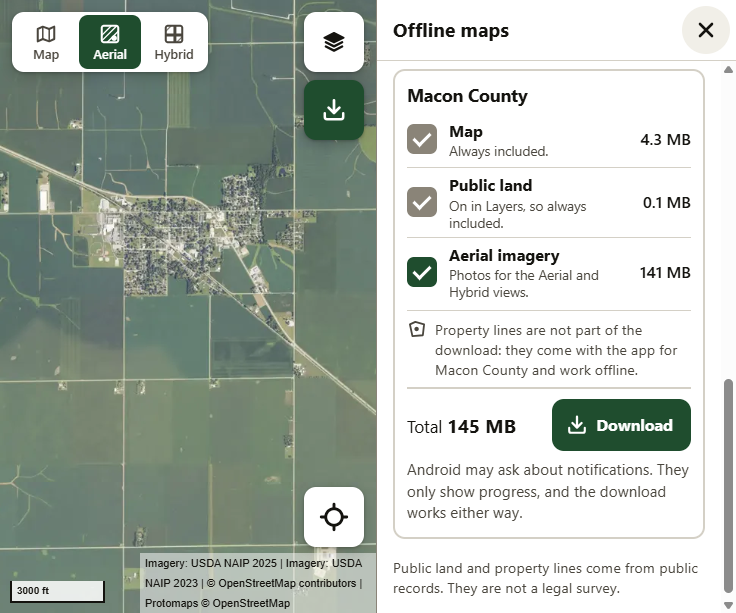 Map
Aerial
Hybrid
3000 ft
Imagery: USDA NAIP 2025 | Imagery: USDA
NAIP 2023 | © OpenStreetMap contributors |
Protomaps © OpenStreetMap
Offline maps
Macon County
Map
Always included.
4.3 MB
Public land
On in Layers, so always
included.
0.1 MB
Aerial imagery
Photos for the Aerial and
Hybrid views.
141 MB
Property lines are not part of the
download: they come with the app for
Macon County and work offline.
Total 145 MB
Download
Android may ask about notifications. They
only show progress, and the download
works either way.
Public land and property lines come from public
records. They are not a legal survey.